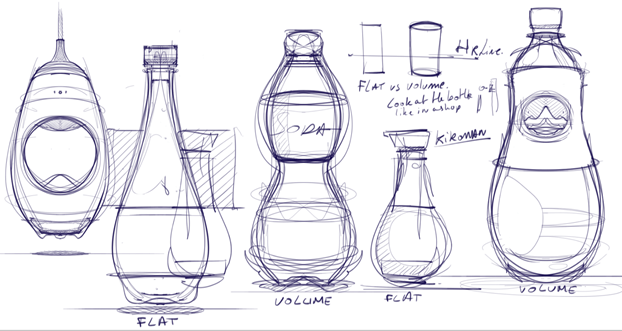 HR/LINE.
FLAT vs VOLUME.
Look at the bottle
like in a shop
KIKOMAN
SODA
FLAT
VOLUME
FLAT
VOLUME